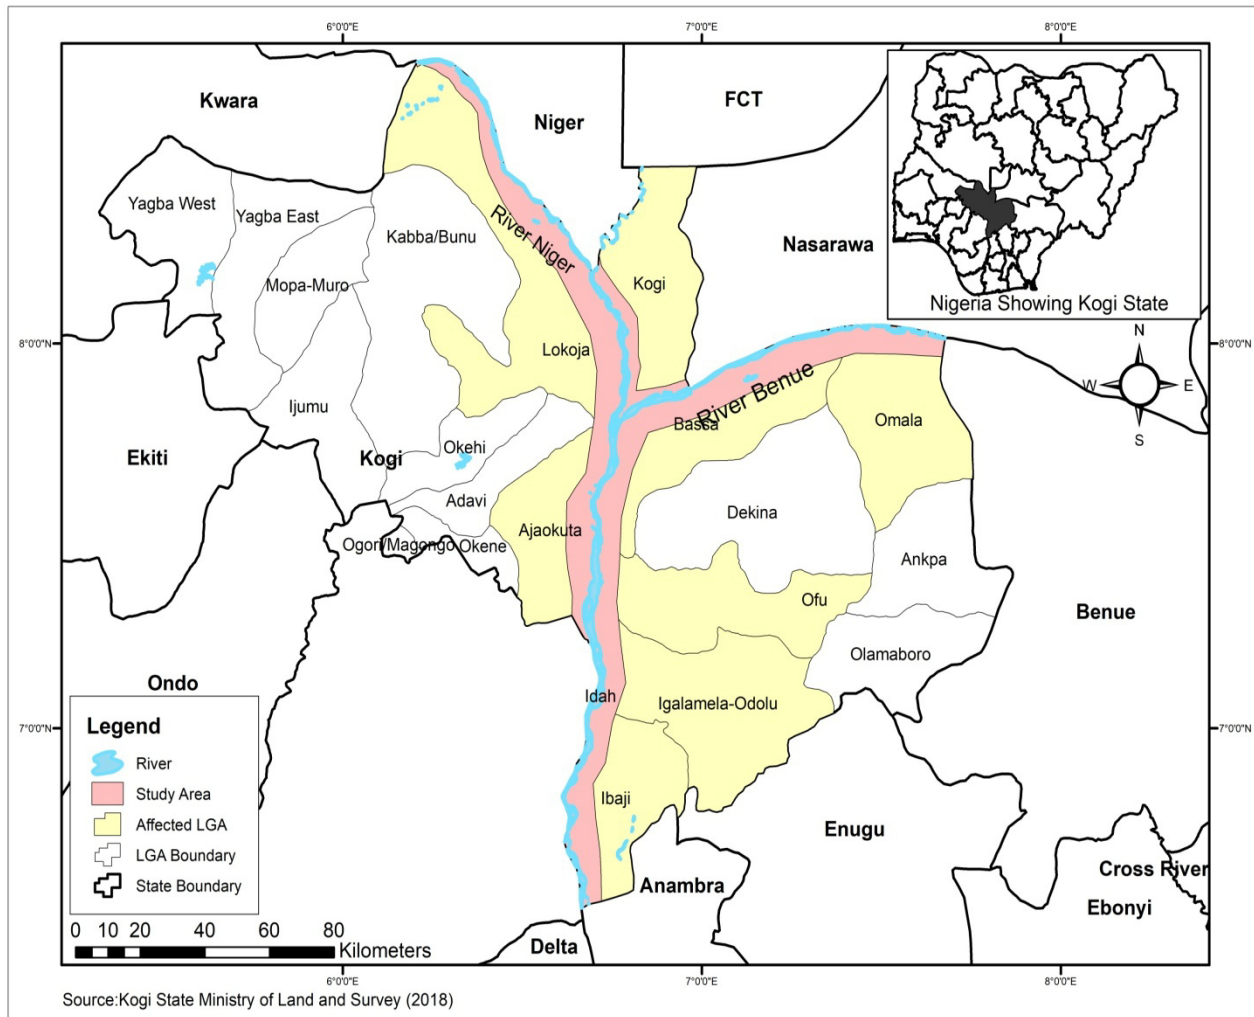 6°0'0"E
7°0'0"E
8°0'0"E
Kwara
Niger
FCT
Nigeria Showing Kogi State
Yagba West
Yagba East
Kabba/Bunu
River Niger
Nasarawa
Mopa-Muro
Kogi
8°0'0"N
8°0'0"N
Lokoja
N
W
E
S
Ijumu
River Benue
Bassa
Omala
Ekiti
Kogi
Okehi
Adavi
Dekina
Ajaokuta
Ogori/Magongo
Okene
Ankpa
Ofu
Benue
Olamaboro
Ondo
Idah
Igalamela-Odolu
7°0'0"N
7°0'0"N
Legend
River
Study Area
Affected LGA
LGA Boundary
State Boundary
Ibaji
Enugu
Anambra
Cross River
Ebonyi
Delta
0 10 20 40 60 80
Kilometers
6°0'0"E
7°0'0"E
8°0'0"E
Source:Kogi State Ministry of Land and Survey (2018)